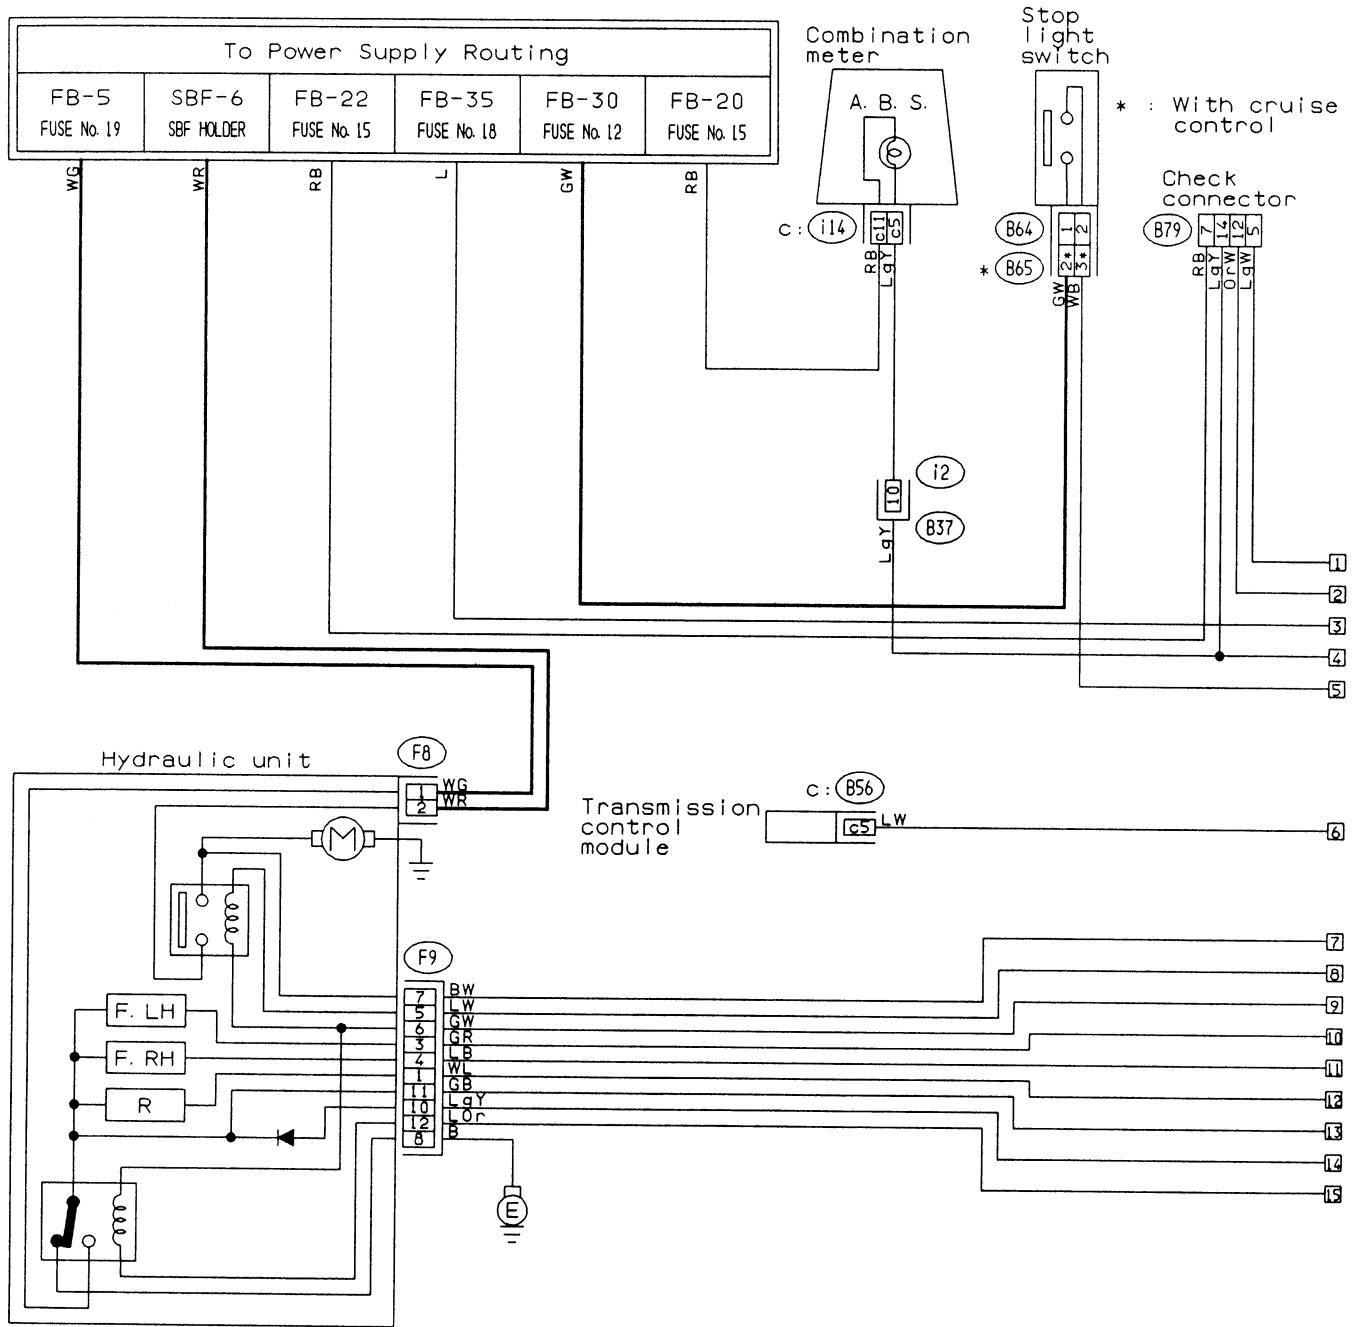 To Power Supply Routing
FB-5
FUSE No. 19
SBF-6
SBF HOLDER
FB-22
FUSE No. 15
FB-35
FUSE No. 18
FB-30
FUSE No. 12
FB-20
FUSE No. 15
WG
WR
RB
L
GW
RB
Combination
meter
A. B. S.
c: i14
c11
c5
RB
LgY
i2
10
B37
LgY
Stop
light
switch
* : With cruise
control
B64
1
2
* B65
2*
3*
GW
WB
Check
connector
B79
7
14
12
5
RB
LgY
OrW
LgW
1
2
3
4
5
Hydraulic unit
F8
1 WG
2 WR
M
Transmission
control
module
c: B56
c5 LW
6
F9
7 BW
5 LW
6 GW
3 GR
4 LB
1 WL
11 GB
10 LgY
12 LOr
8 B
F. LH
F. RH
R
E
7
8
9
10
11
12
13
14
15